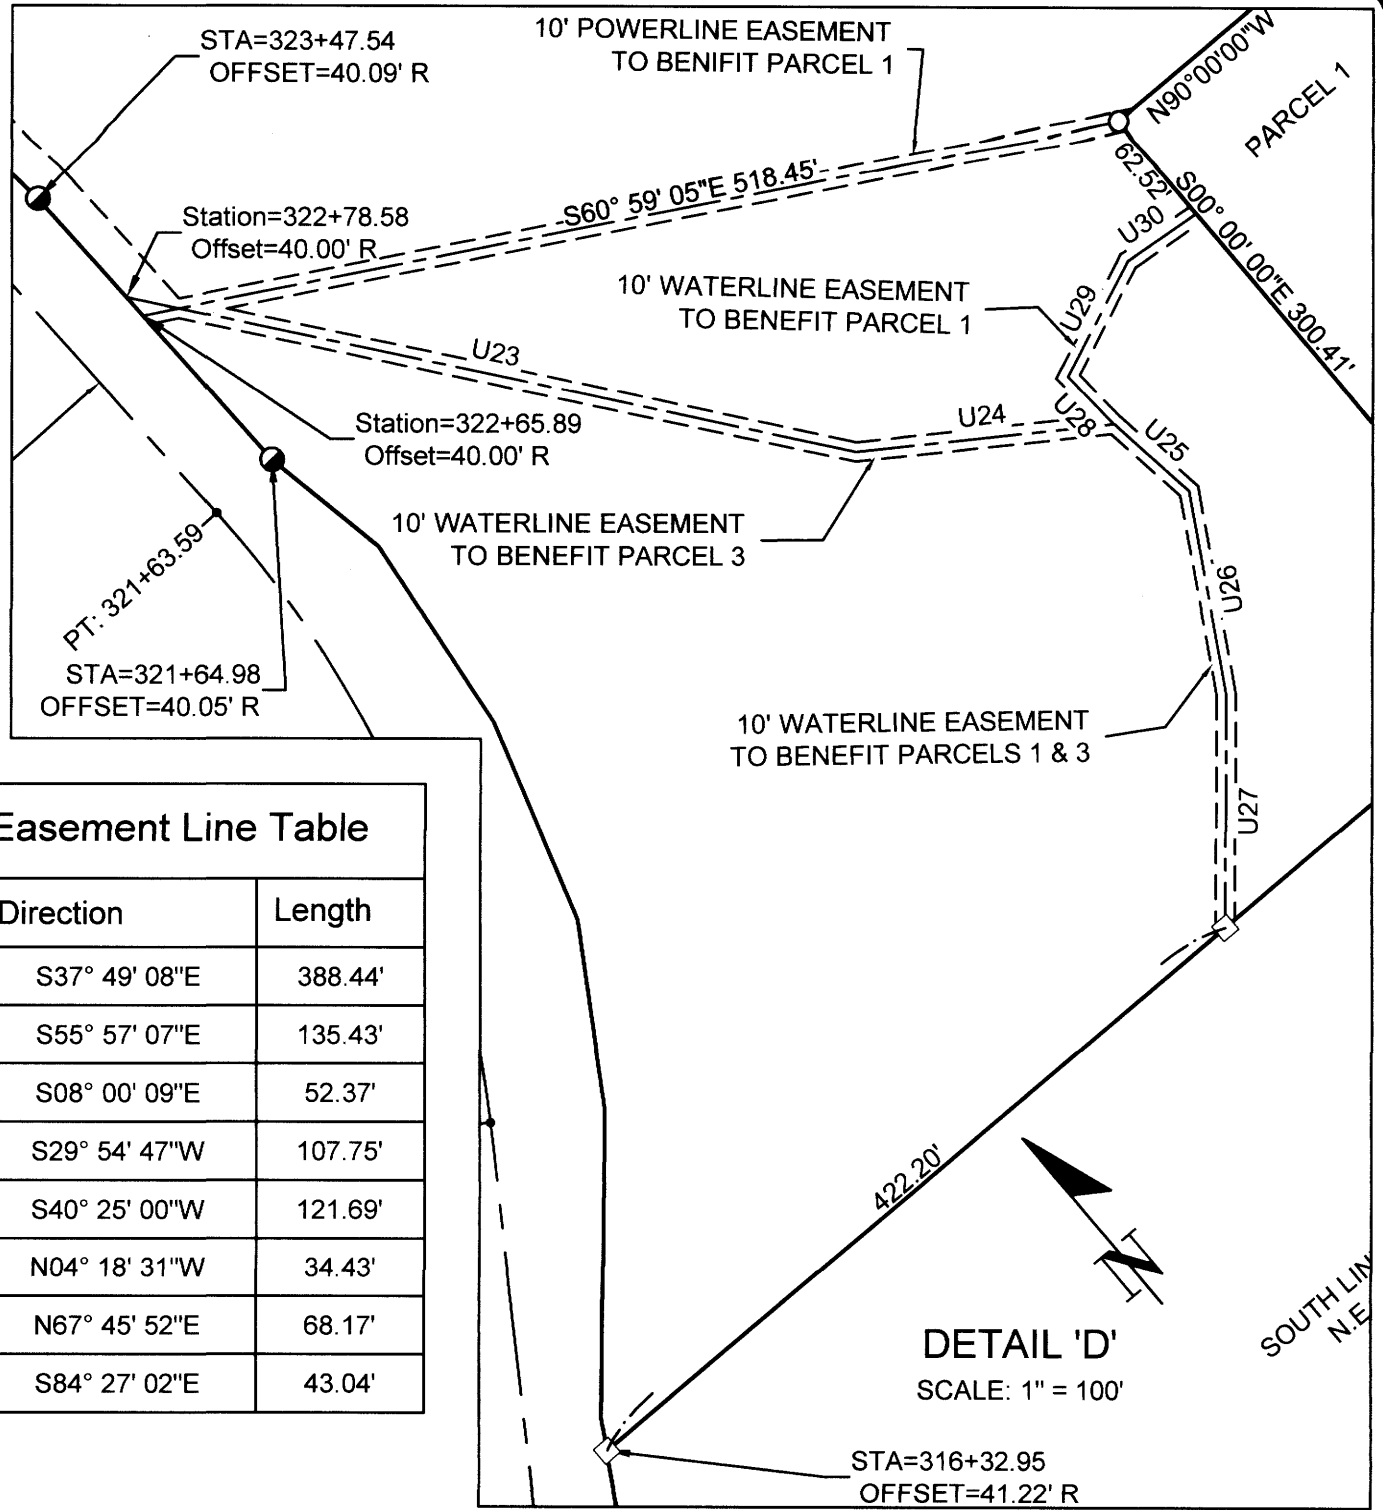 STA=323+47.54
OFFSET=40.09' R
10' POWERLINE EASEMENT
TO BENIFIT PARCEL 1
N90°00'00"W
PARCEL 1
62.52'
S00° 00' 00"E 300.41'
Station=322+78.58
Offset=40.00' R
S60° 59' 05"E 518.45'
U30
10' WATERLINE EASEMENT
TO BENEFIT PARCEL 1
U29
U23
Station=322+65.89
Offset=40.00' R
U24
U28
U25
10' WATERLINE EASEMENT
TO BENEFIT PARCEL 3
PT: 321+63.59
U26
STA=321+64.98
OFFSET=40.05' R
10' WATERLINE EASEMENT
TO BENEFIT PARCELS 1 & 3
U27
Easement Line Table
Direction Length
S37° 49' 08"E 388.44'
S55° 57' 07"E 135.43'
S08° 00' 09"E 52.37'
S29° 54' 47"W 107.75'
S40° 25' 00"W 121.69'
N04° 18' 31"W 34.43'
N67° 45' 52"E 68.17'
S84° 27' 02"E 43.04'
422.20'
N
SOUTH LIN
N.E.
DETAIL 'D'
SCALE: 1" = 100'
STA=316+32.95
OFFSET=41.22' R